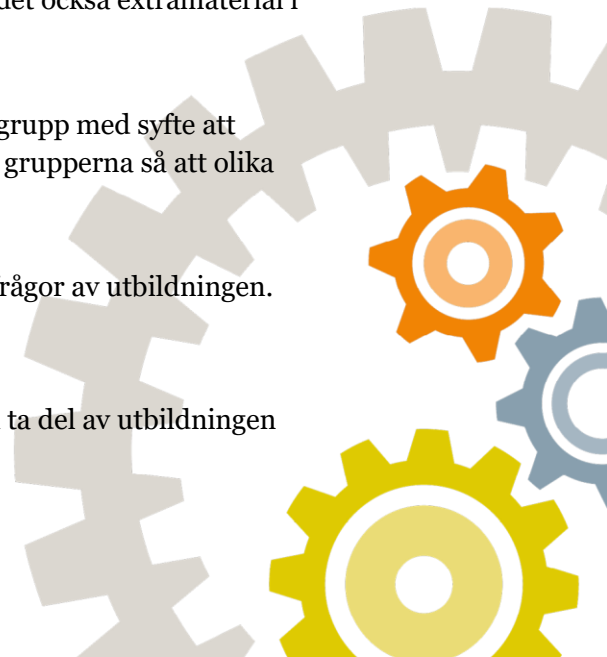 det också extramaterial i
grupp med syfte att
grupperna så att olika
frågor av utbildningen.
ta del av utbildningen